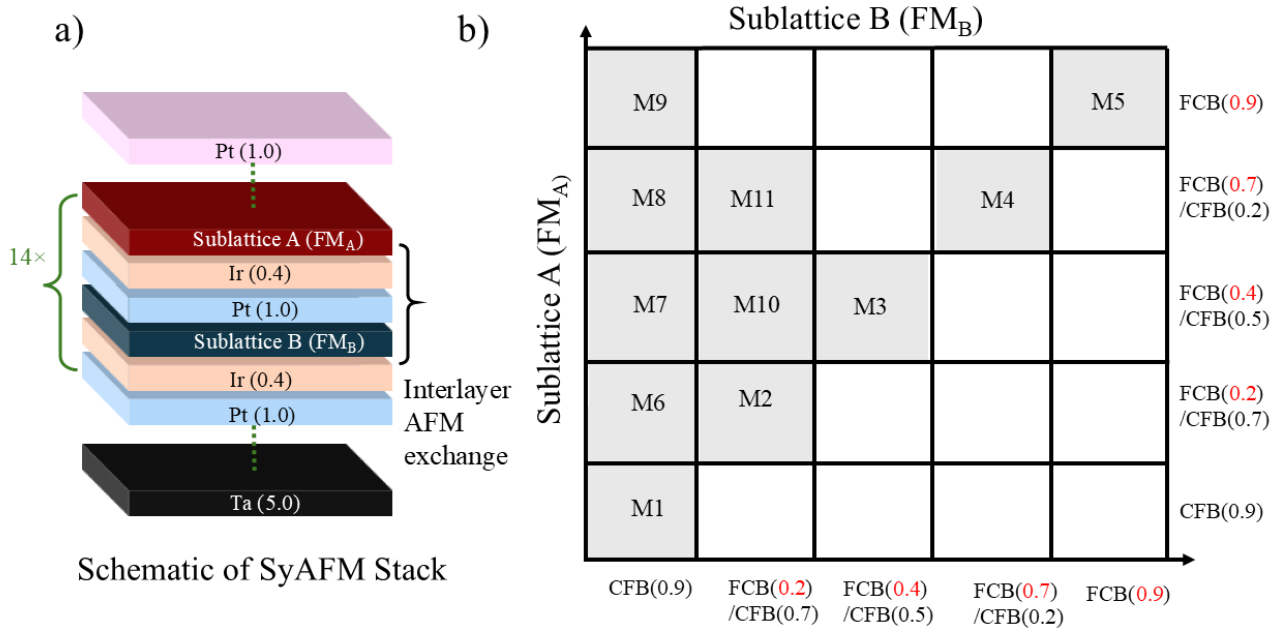 a)
Pt (1.0)
14×
Sublattice A (FM_A)
Ir (0.4)
Pt (1.0)
Sublattice B (FM_B)
Ir (0.4)
Pt (1.0)
Interlayer
AFM
exchange
Ta (5.0)
Schematic of SyAFM Stack
b)
Sublattice B (FM_B)
Sublattice A (FM_A)
M9
M5
FCB(0.9)
M8
M11
M4
FCB(0.7)
/CFB(0.2)
M7
M10
M3
FCB(0.4)
/CFB(0.5)
M6
M2
FCB(0.2)
/CFB(0.7)
M1
CFB(0.9)
CFB(0.9)
FCB(0.2)
/CFB(0.7)
FCB(0.4)
/CFB(0.5)
FCB(0.7)
/CFB(0.2)
FCB(0.9)